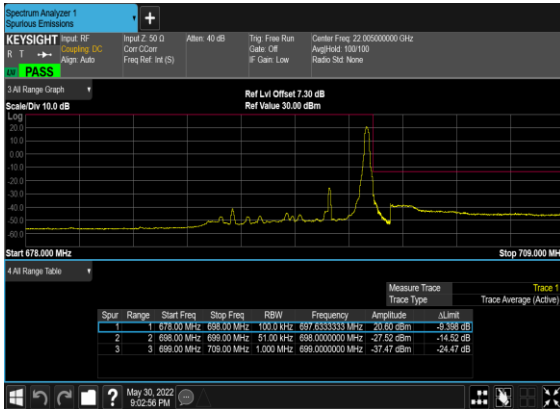 Spectrum Analyzer 1
Spurious Emissions
KEYSIGHT Input: RF Input Z: 50 Ω Atten: 40 dB Trig: Free Run Center Freq: 22.005000000 GHz
R T Coupling: DC Corr CCorr Gate: Off Avg|Hold: 100/100
Align: Auto Freq Ref: Int (S) IF Gain: Low Radio Std: None
PASS
3 All Range Graph
Ref Lvl Offset 7.30 dB
Scale/Div 10.0 dB Ref Value 30.00 dBm
Log
20.0
10.0
0.00
-10.0
-20.0
-30.0
-40.0
-50.0
-60.0
Start 678.000 MHz Stop 709.000 MH
4 All Range Table
Measure Trace Trace 1
Trace Type Trace Average (Active)
Spur Range Start Freq Stop Freq RBW Frequency Amplitude ΔLimit
1 1 678.00 MHz 698.00 MHz 100.0 kHz 697.6333333 MHz 20.60 dBm -9.398 dB
2 2 698.00 MHz 699.00 MHz 51.00 kHz 698.0000000 MHz -27.52 dBm -14.52 dB
3 3 699.00 MHz 709.00 MHz 1.000 MHz 699.0000000 MHz -37.47 dBm -24.47 dB
? May 30, 2022
9:02:56 PM